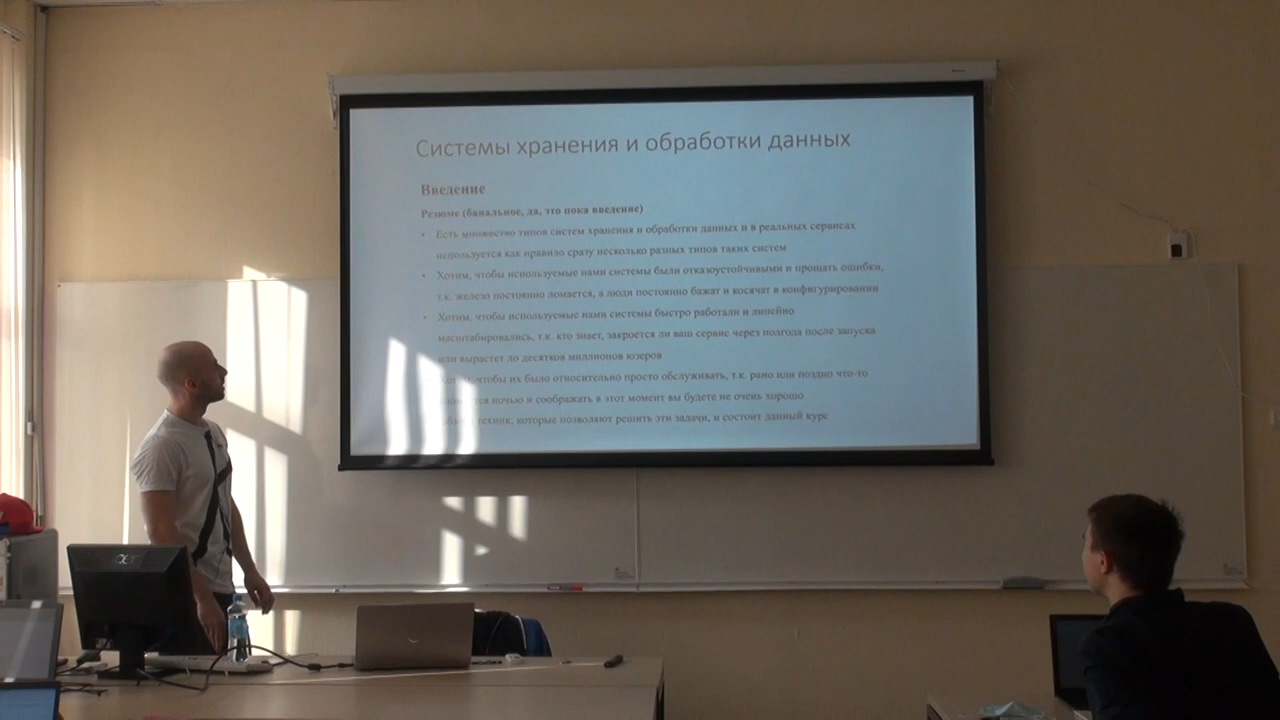 Системы хранения и обработки данных
Введение
Резюме (банальное, да, это пока введение)
• Есть множество типов систем хранения и обработки данных и в реальных сервисах
используется как правило сразу несколько разных типов таких систем
• Хотим, чтобы используемые нами системы были отказоустойчивыми и прощать ошибки,
т.к. железо постоянно ломается, а люди постоянно бажат и косячат в конфигурировании
• Хотим, чтобы используемые нами системы быстро работали и линейно
масштабировались, т.к. кто знает, закроется ли ваш сервис через полгода после запуска
или вырастет до десятков миллионов юзеров
чтобы их было относительно просто обслуживать, т.к. рано или поздно что-то
ночью и соображать в этот момент вы будете не очень хорошо
техник, которые позволяют решить эти задачи, и состоит данный курс
acer